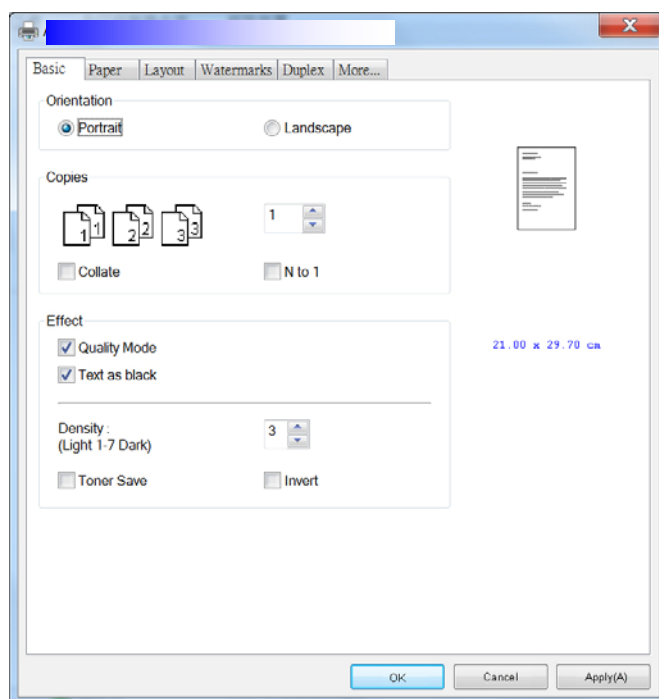 Basic Paper Layout Watermarks Duplex More...
Orientation
Portrait Landscape
Copies
1 1 2 2 3 3 1
Collate N to 1
Effect
Quality Mode
21.00 x 29.70 cm
Text as black
Density : 3
(Light 1-7 Dark)
Toner Save Invert
OK Cancel Apply(A)